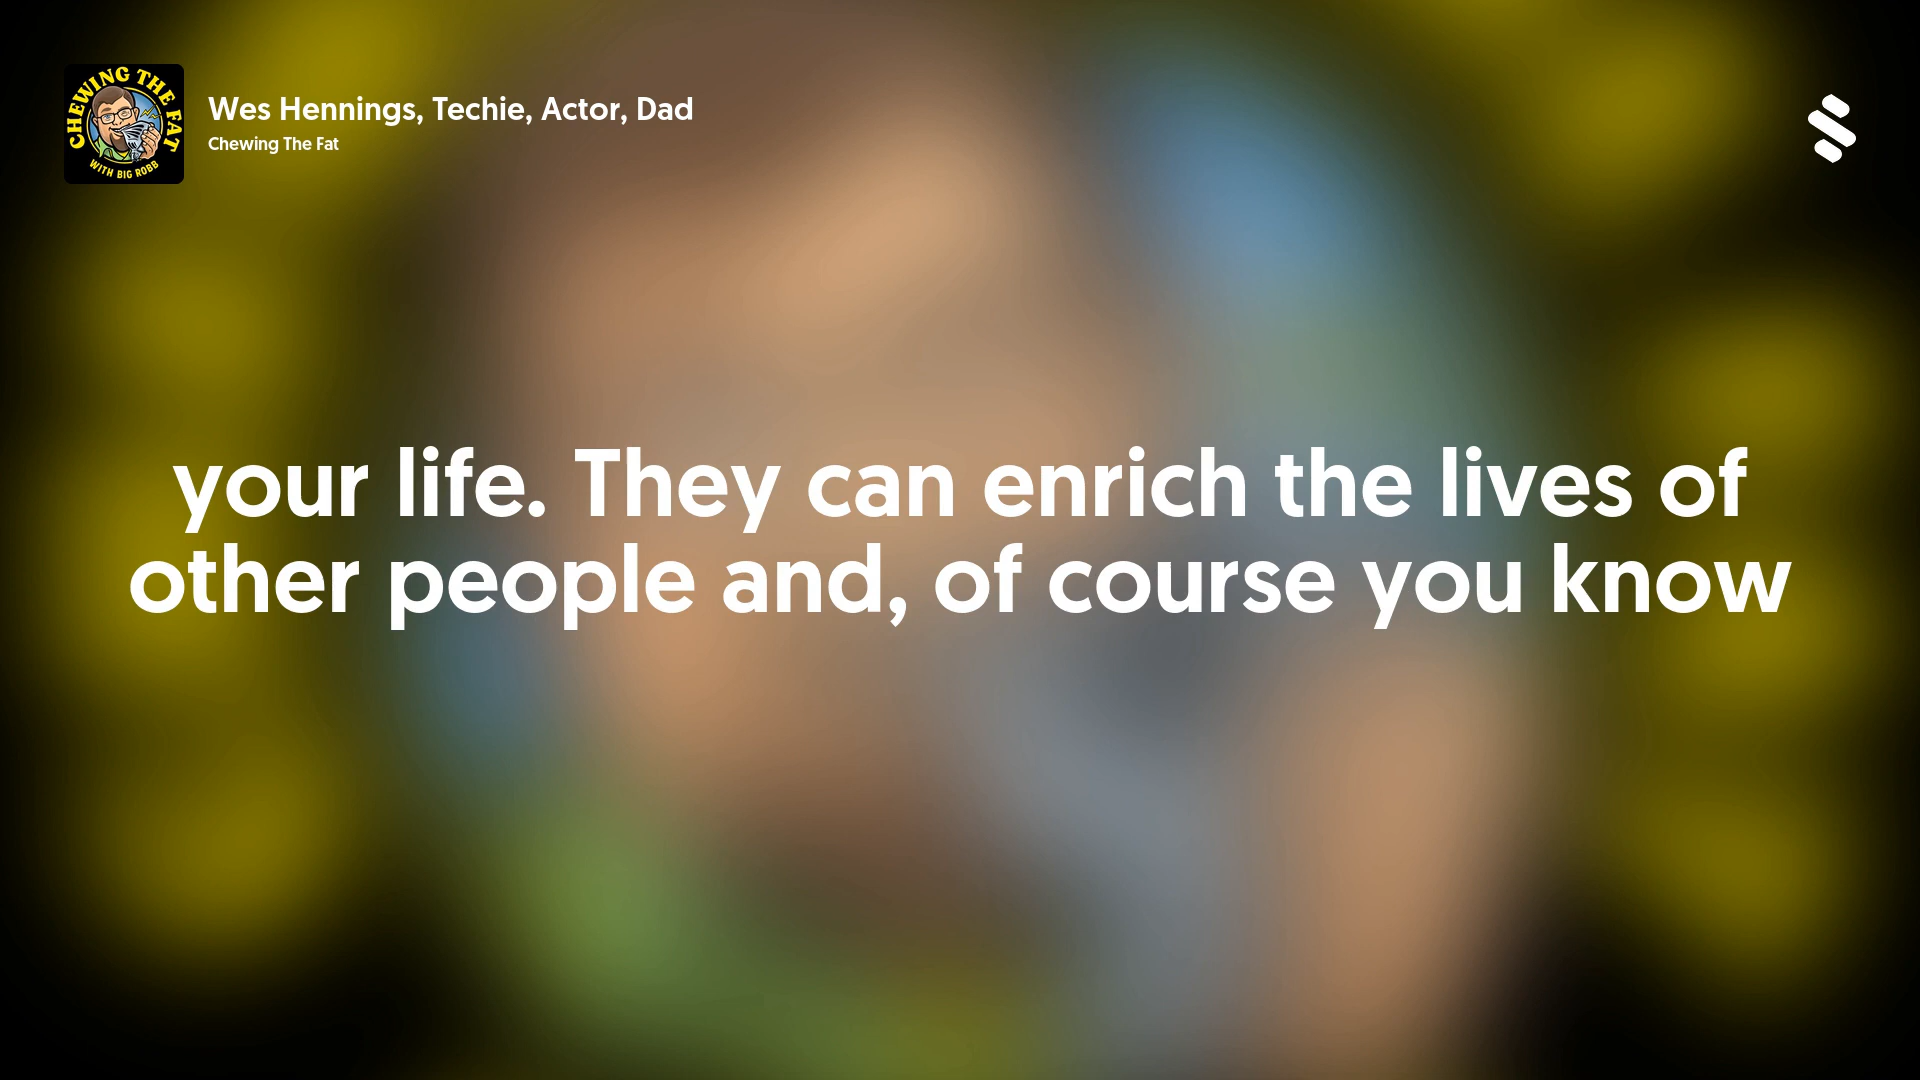 CHEWING THE FAT
WITH BIG ROBB
Wes Hennings, Techie, Actor, Dad
Chewing The Fat
your life. They can enrich the lives of
other people and, of course you know